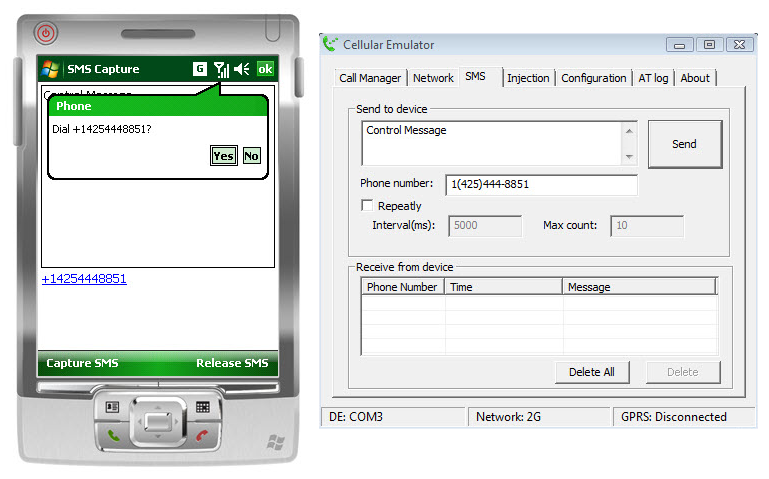 SMS Capture
G
ok
Control Message
Phone
Dial +14254448851?
Yes
No
+14254448851
Capture SMS
Release SMS
Cellular Emulator
Call Manager
Network
SMS
Injection
Configuration
AT log
About
Send to device
Control Message
Send
Phone number:
1(425)444-8851
Repeatly
Interval(ms):
5000
Max count:
10
Receive from device
Phone Number
Time
Message
Delete All
Delete
DE: COM3
Network: 2G
GPRS: Disconnected